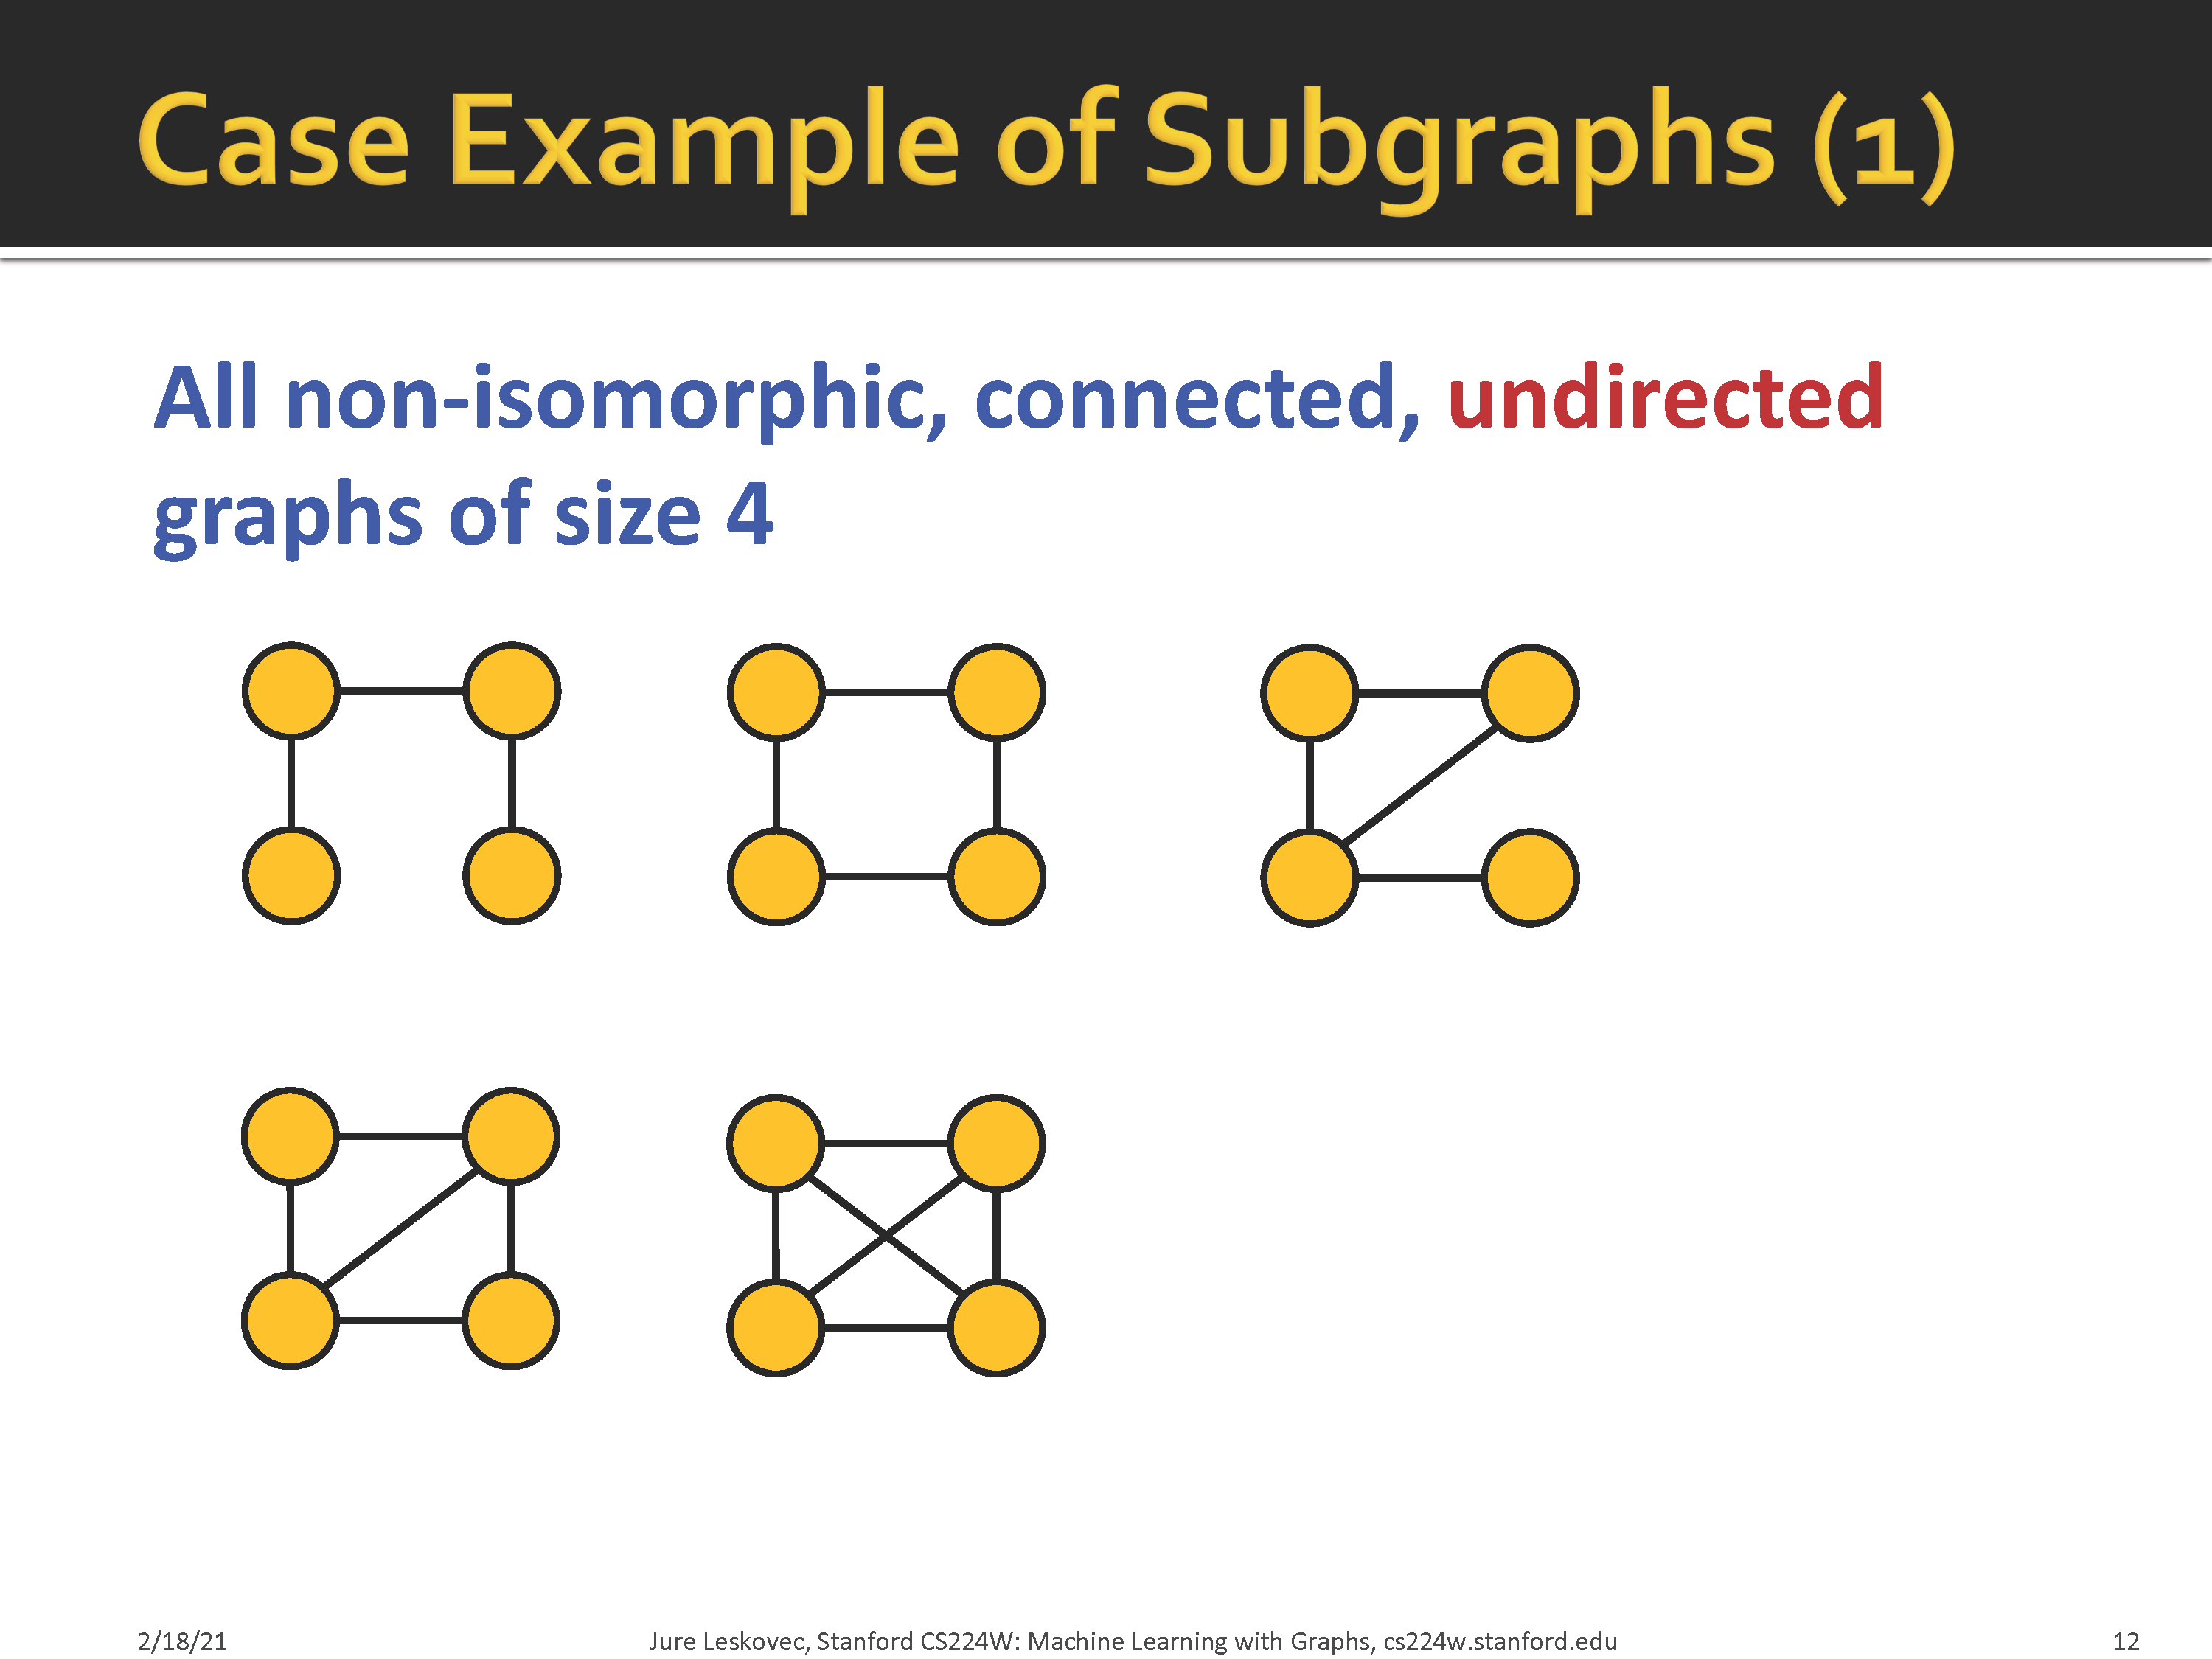 Case Example of Subgraphs (1)
All non-isomorphic, connected, undirected
graphs of size 4
2/18/21
Jure Leskovec, Stanford CS224W: Machine Learning with Graphs, cs224w.stanford.edu
12